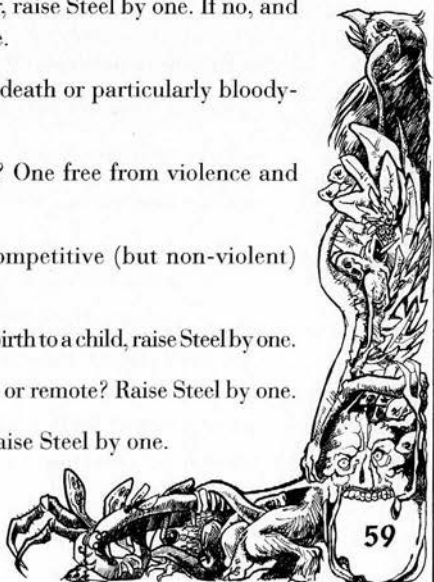 , raise Steel by one. If no, and
e.
death or particularly bloody-
? One free from violence and
ompetitive (but non-violent)
birth to a child, raise Steel by one.
or remote? Raise Steel by one.
aise Steel by one.
59